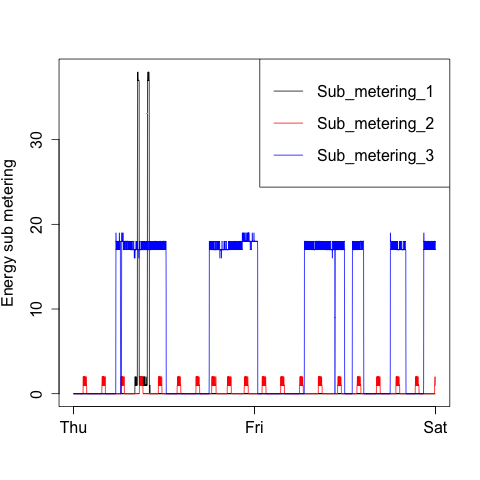 Sub_metering_1
Sub_metering_2
Sub_metering_3
Energy sub metering
30
20
10
0
Thu Fri Sat